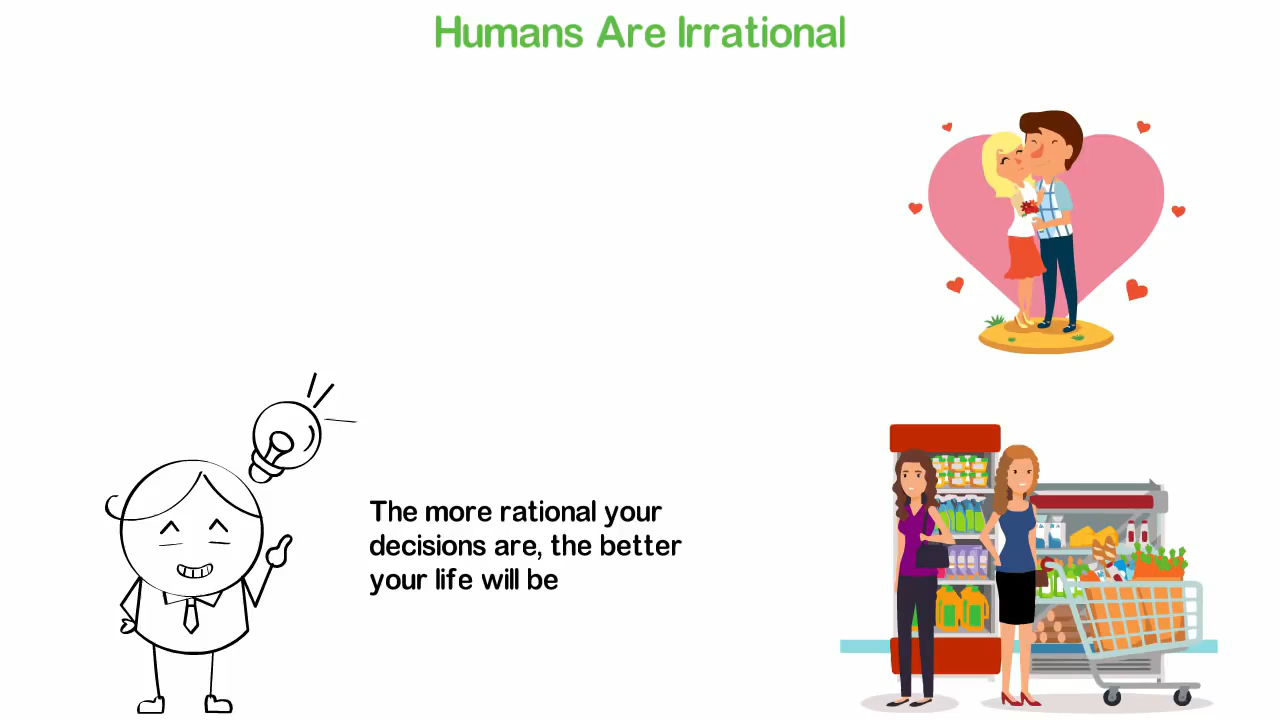 Humans Are Irrational
The more rational your
decisions are, the better
your life will be